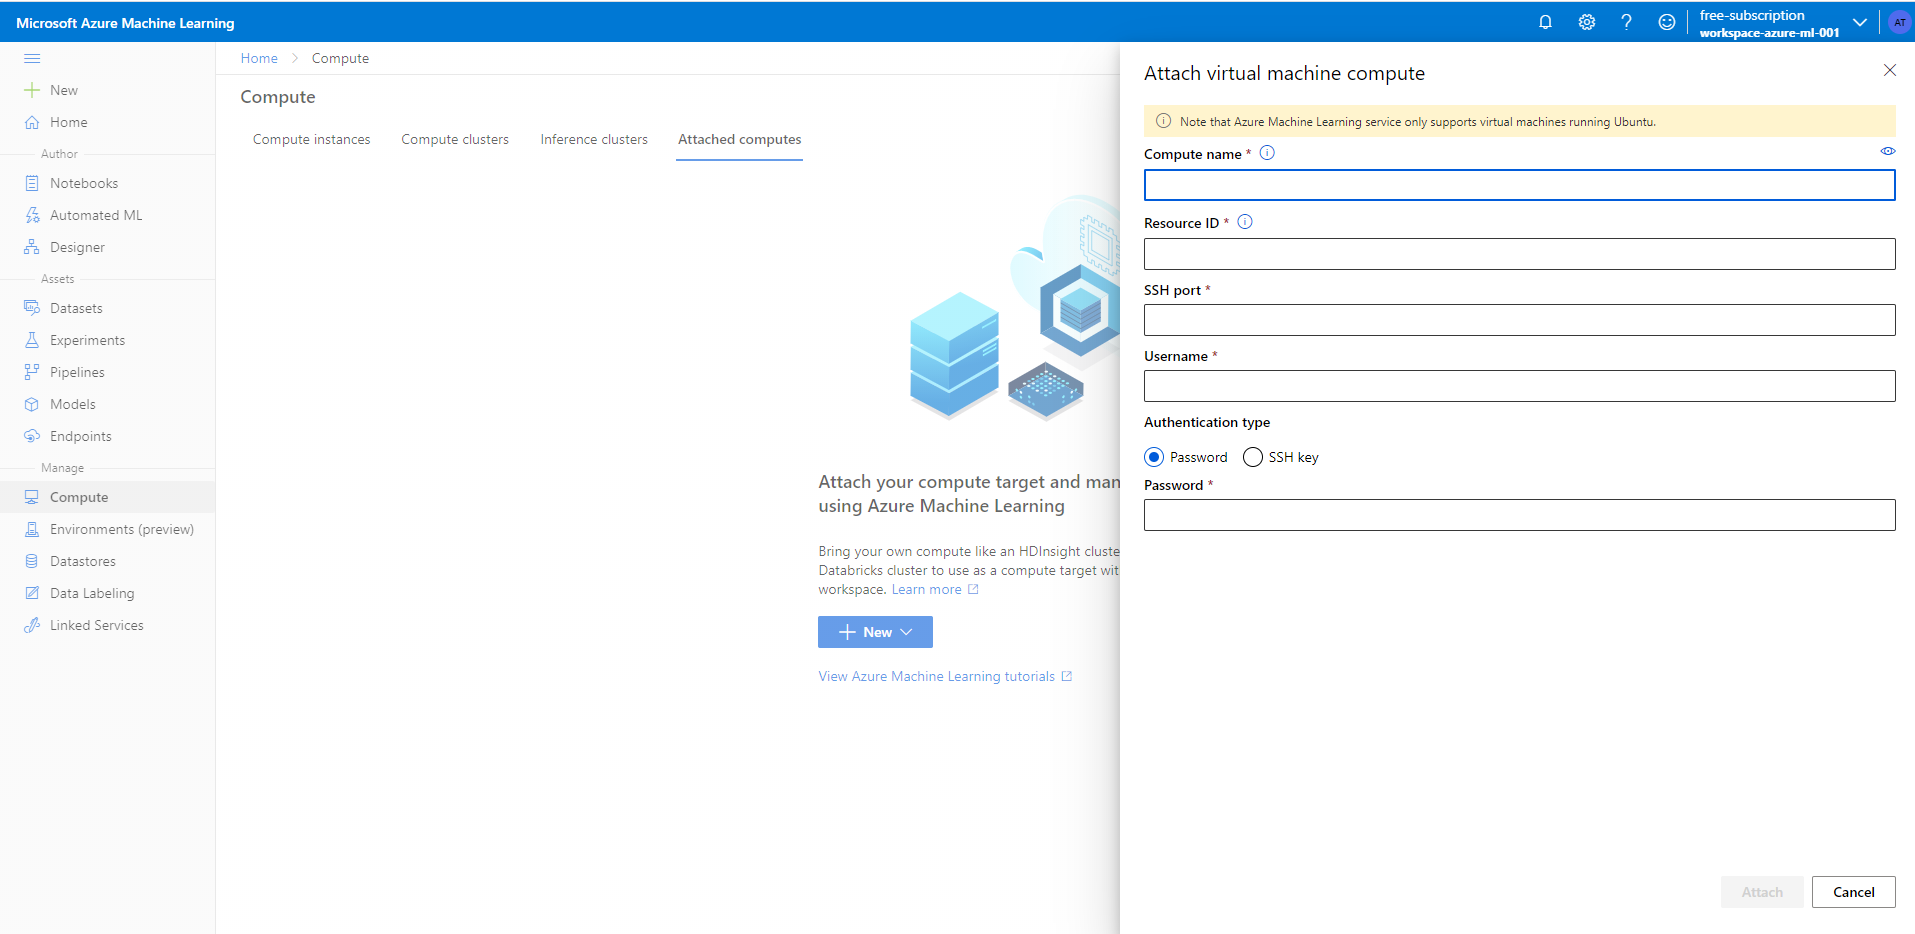 Microsoft Azure Machine Learning
free-subscription
workspace-azure-ml-001
AT
New
Home
Author
Notebooks
Automated ML
Designer
Assets
Datasets
Experiments
Pipelines
Models
Endpoints
Manage
Compute
Environments (preview)
Datastores
Data Labeling
Linked Services
Home > Compute
Compute
Compute instances
Compute clusters
Inference clusters
Attached computes
Attach your compute target and man
using Azure Machine Learning
Bring your own compute like an HDInsight cluste
Databricks cluster to use as a compute target wit
workspace. Learn more
New
View Azure Machine Learning tutorials
Attach virtual machine compute
Note that Azure Machine Learning service only supports virtual machines running Ubuntu.
Compute name *
Resource ID *
SSH port *
Username *
Authentication type
Password
SSH key
Password *
Attach
Cancel